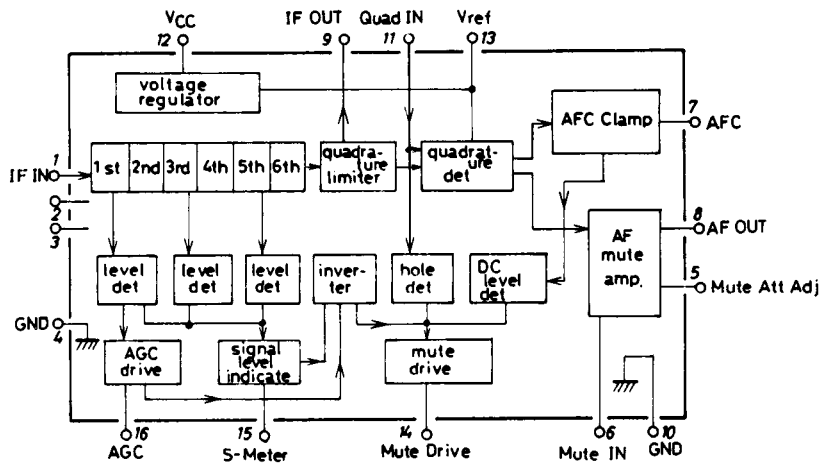 VCC
12
IF OUT
9
Quad IN
11
Vref
13
voltage
regulator
AFC Clamp
7
AFC
1
IF IN
1st
2nd
3rd
4th
5th
6th
quadra-
ture
limiter
quadrat-
ure
det
2
3
8
AF OUT
AF
mute
amp.
5
Mute Att Adj
level
det
level
det
level
det
inver-
ter
hole
det
DC
level
det
GND
4
AGC
drive
signal
level
indicate
mute
drive
16
AGC
15
S-Meter
14
Mute Drive
6
Mute IN
10
GND